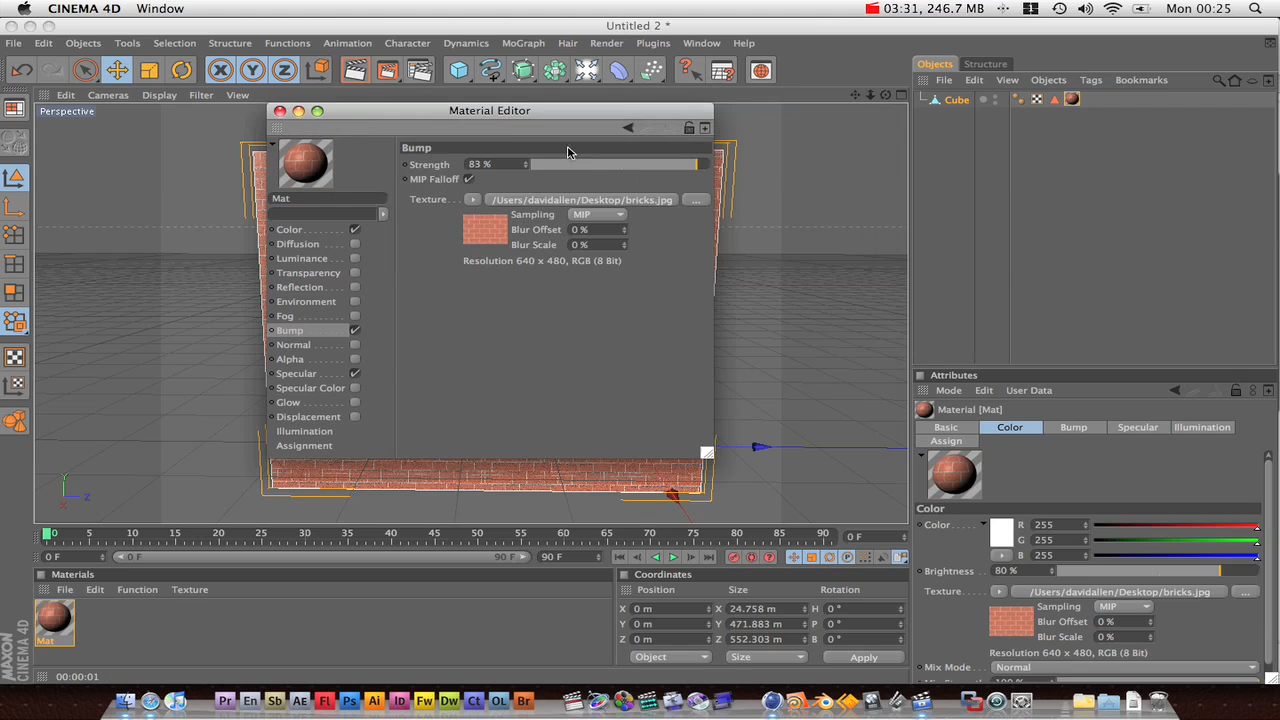 CINEMA 4D Window 03:31, 246.7 MB Mon 00:25
Untitled 2 *
File Edit Objects Tools Selection Structure Functions Animation Character Dynamics MoGraph Hair Render Plugins Window Help
Objects Structure
File Edit View Objects Tags Bookmarks
Cube
Edit Cameras Display Filter View
Perspective
Material Editor
Mat
Color
Diffusion
Luminance
Transparency
Reflection
Environment
Fog
Bump
Normal
Alpha
Specular
Specular Color
Glow
Displacement
Illumination
Assignment
Bump
Strength 83 %
MIP Falloff
Texture /Users/davidallen/Desktop/bricks.jpg ...
Sampling MIP
Blur Offset 0 %
Blur Scale 0 %
Resolution 640 x 480, RGB (8 Bit)
Y
Z
X
0 5 10 15 20 25 30 35 40 45 50 55 60 65 70 75 80 85 90 0 F
0 F 0 F 90 F 90 F
Materials
File Edit Function Texture
Mat
Coordinates
Position Size Rotation
X 0 m X 24.758 m H 0 °
Y 0 m Y 471.883 m P 0 °
Z 0 m Z 552.303 m B 0 °
Object Size Apply
Attributes
Mode Edit User Data
Material [Mat]
Basic Color Bump Specular Illumination
Assign
Color
Color R 255
G 255
B 255
Brightness 80 %
Texture /Users/davidallen/Desktop/bricks.jpg ...
Sampling MIP
Blur Offset 0 %
Blur Scale 0 %
Resolution 640 x 480, RGB (8 Bit)
Mix Mode Normal
MAXON
CINEMA 4D
00:00:01
Pr En Sb AE Fl Ps Ai Id Fw Dw Ct OL Br